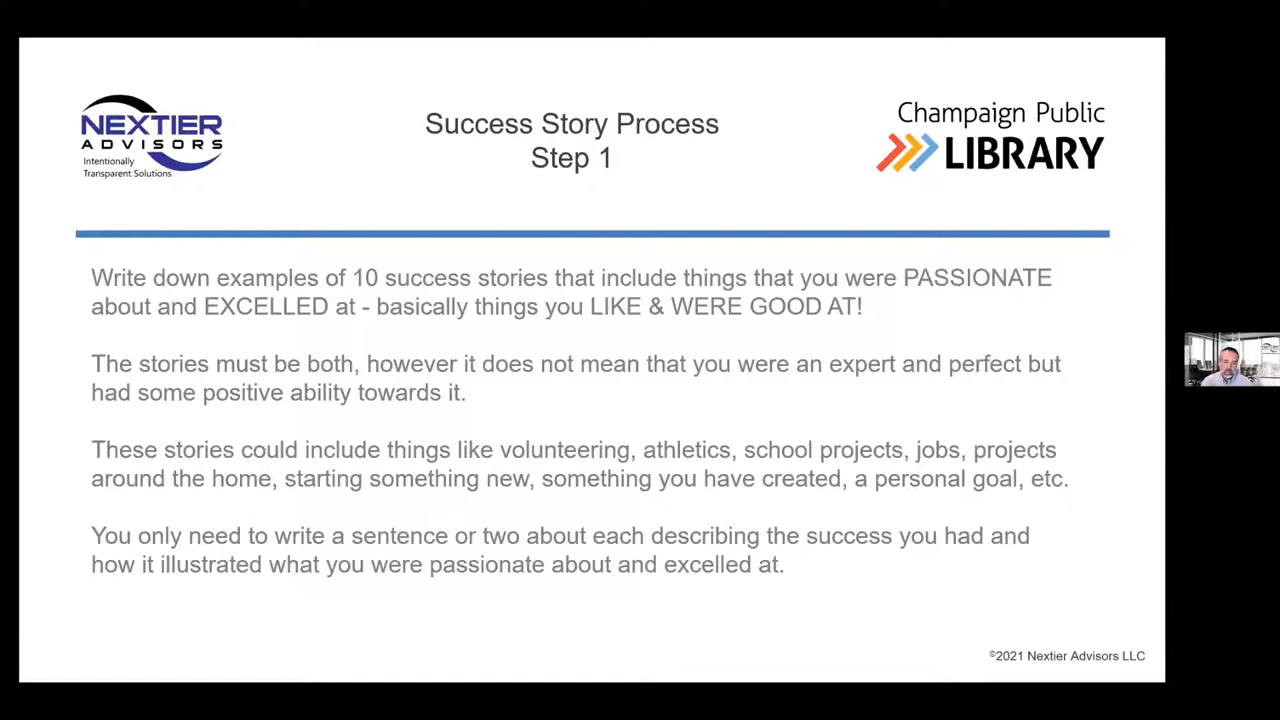 NEXTIER
ADVISORS
Intentionally
Transparent Solutions
Success Story Process
Step 1
Champaign Public
LIBRARY
Write down examples of 10 success stories that include things that you were PASSIONATE
about and EXCELLED at - basically things you LIKE & WERE GOOD AT!
The stories must be both, however it does not mean that you were an expert and perfect but
had some positive ability towards it.
These stories could include things like volunteering, athletics, school projects, jobs, projects
around the home, starting something new, something you have created, a personal goal, etc.
You only need to write a sentence or two about each describing the success you had and
how it illustrated what you were passionate about and excelled at.
©2021 Nextier Advisors LLC